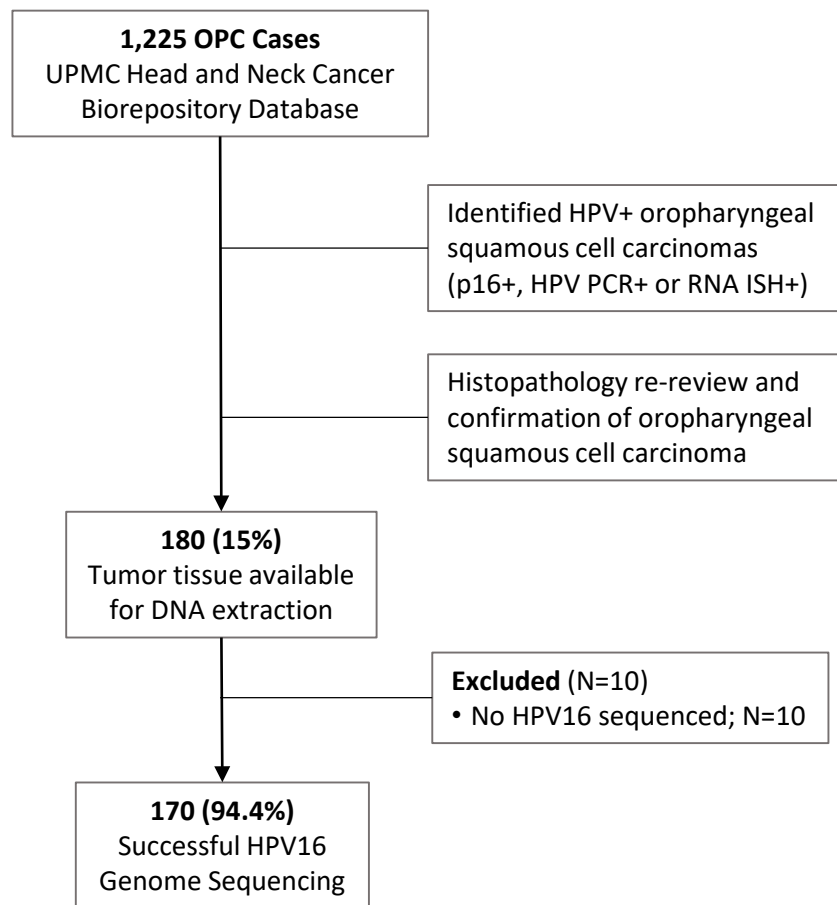 1,225 OPC Cases
UPMC Head and Neck Cancer
Biorepository Database
Identified HPV+ oropharyngeal
squamous cell carcinomas
(p16+, HPV PCR+ or RNA ISH+)
Histopathology re-review and
confirmation of oropharyngeal
squamous cell carcinoma
180 (15%)
Tumor tissue available
for DNA extraction
Excluded (N=10)
• No HPV16 sequenced; N=10
170 (94.4%)
Successful HPV16
Genome Sequencing